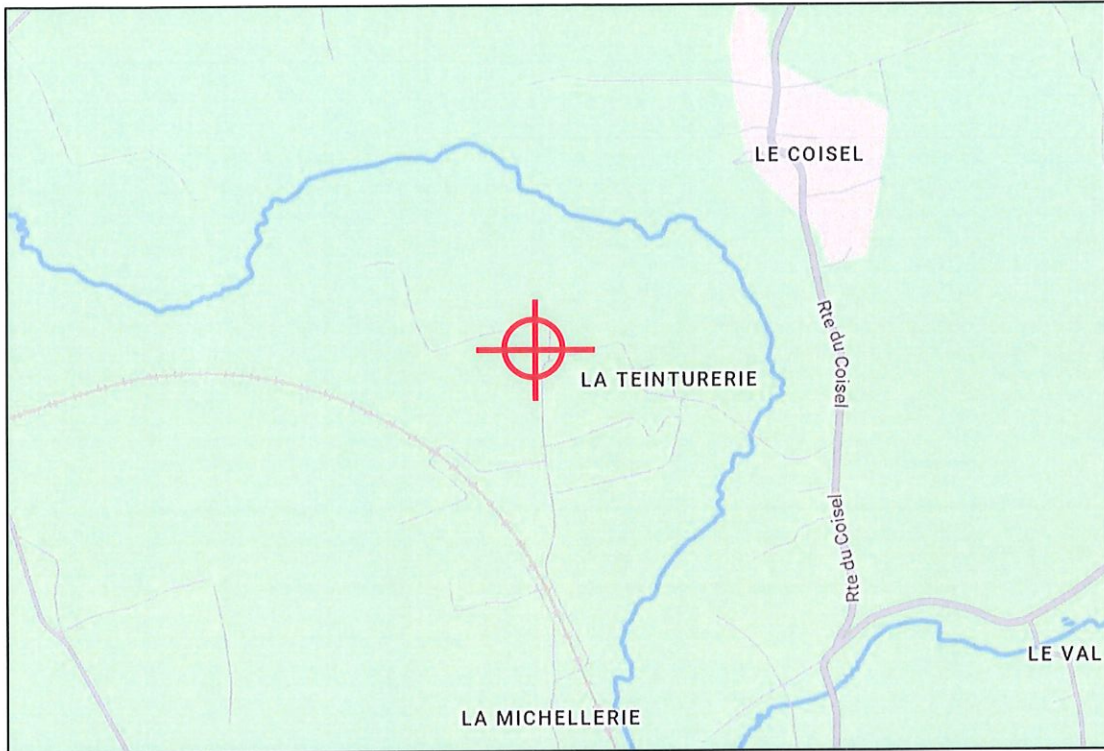 LE COISEL
Rte du Coisel
LA TEINTURERIE
Rte du Coisel
LE VAL
LA MICHELLERIE